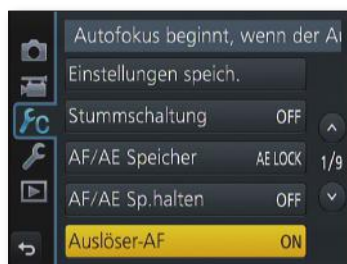 Autofokus beginnt, wenn der
Einstellungen speich.
Stummschaltung OFF
AF/AE Speicher AE LOCK 1/9
AF/AE Sp.halten OFF
Auslöser-AF ON
C